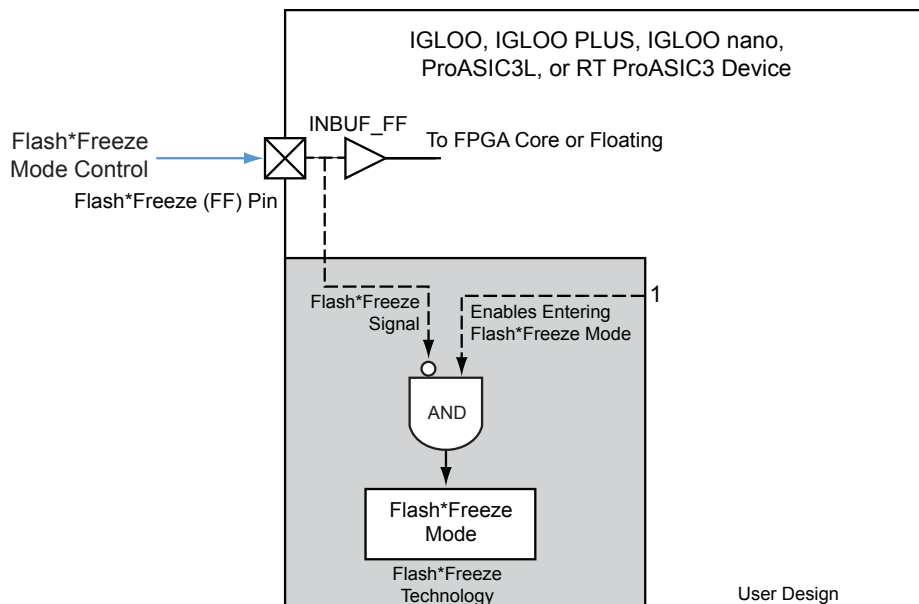 IGLOO, IGLOO PLUS, IGLOO nano,
ProASIC3L, or RT ProASIC3 Device
INBUF_FF
To FPGA Core or Floating
Flash*Freeze
Mode Control
Flash*Freeze (FF) Pin
1
Flash*Freeze
Signal
Enables Entering
Flash*Freeze Mode
AND
Flash*Freeze
Mode
Flash*Freeze
Technology
User Design